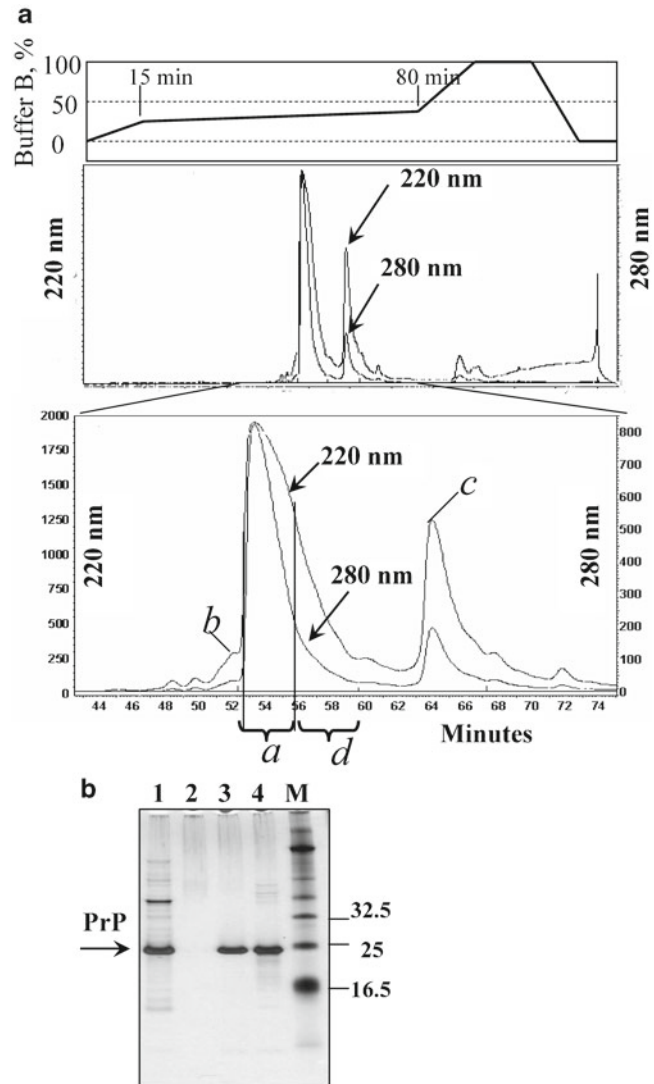 a
Buffer B, %
100
50
0
15 min
80 min
220 nm
280 nm
220 nm
280 nm
2000
1750
1500
1250
1000
750
500
250
0
220 nm
800
700
600
500
400
300
200
100
0
280 nm
220 nm
280 nm
b
c
44 46 48 50 52 54 56 58 60 62 64 66 68 70 72 74
a
d
Minutes
b
1 2 3 4 M
PrP
32.5
25
16.5